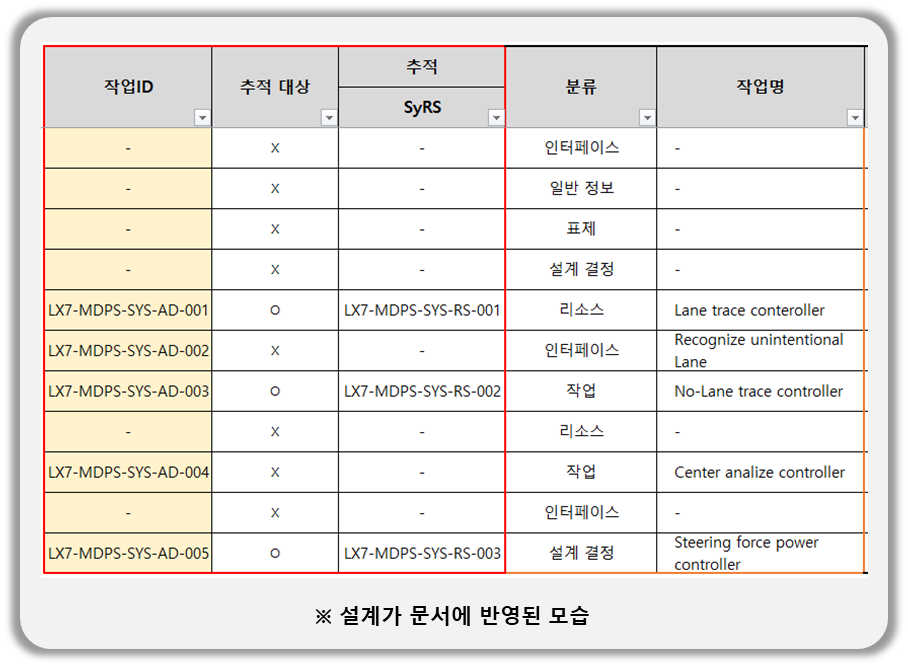 작업ID 추적 대상 추적 분류 작업명
SyRS
- X - 인터페이스 -
- X - 일반 정보 -
- X - 표제 -
- X - 설계 결정 -
LX7-MDPS-SYS-AD-001 O LX7-MDPS-SYS-RS-001 리소스 Lane trace conteroller
LX7-MDPS-SYS-AD-002 X - 인터페이스 Recognize unintentional
Lane
LX7-MDPS-SYS-AD-003 O LX7-MDPS-SYS-RS-002 작업 No-Lane trace controller
- X - 리소스 -
LX7-MDPS-SYS-AD-004 X - 작업 Center analize controller
- X - 인터페이스 -
LX7-MDPS-SYS-AD-005 O LX7-MDPS-SYS-RS-003 설계 결정 Steering force power
controller
※ 설계가 문서에 반영된 모습